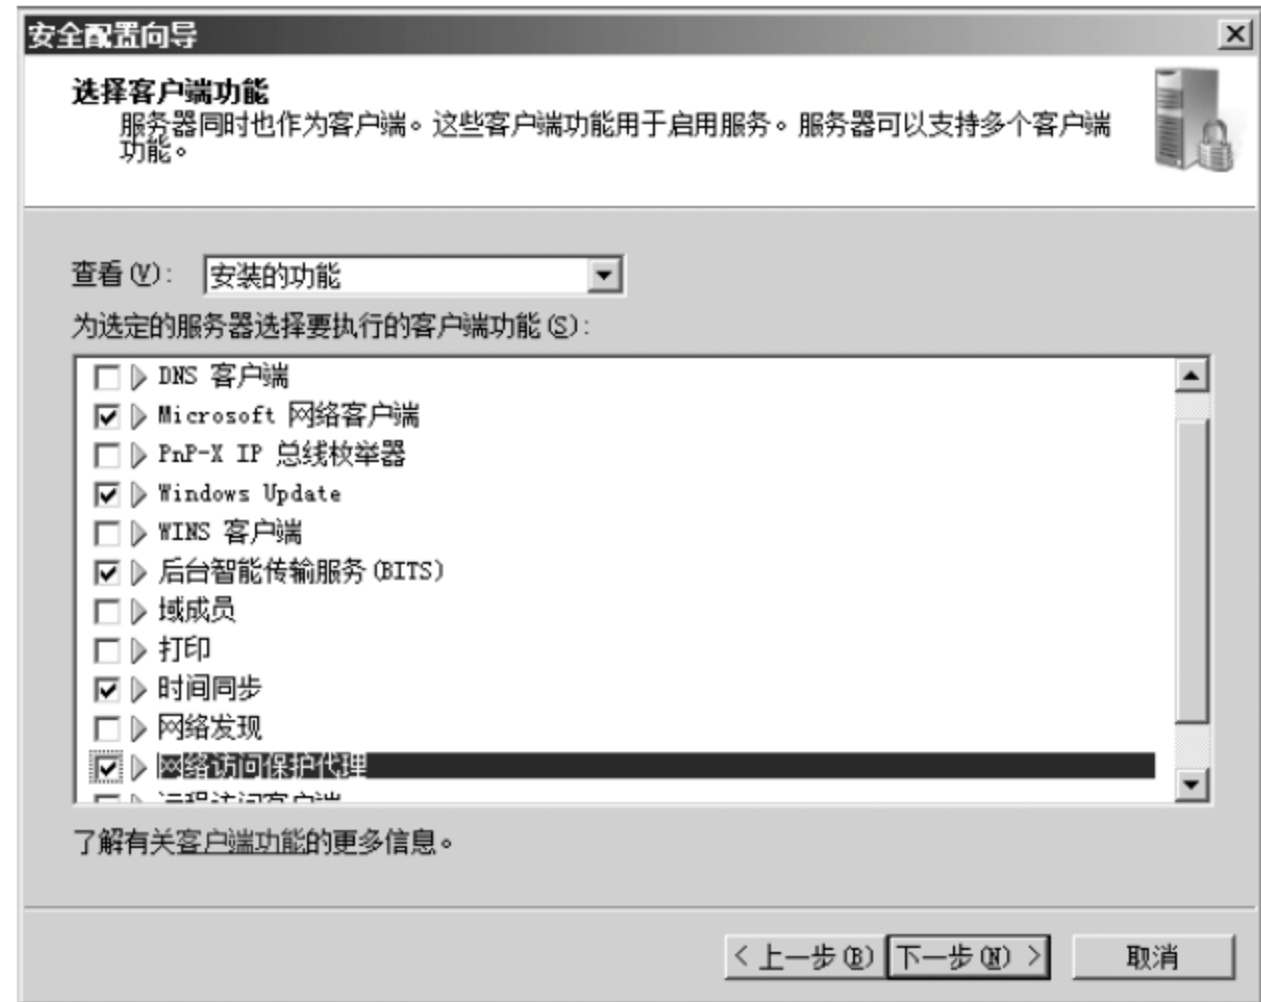 安全配置向导
选择客户端功能
服务器同时也作为客户端。这些客户端功能用于启用服务。服务器可以支持多个客户端
功能。
查看(V): 安装的功能
为选定的服务器选择要执行的客户端功能(S):
DNS 客户端
Microsoft 网络客户端
PnP-X IP 总线枚举器
Windows Update
WINS 客户端
后台智能传输服务(BITS)
域成员
打印
时间同步
网络发现
网络访问保护代理
远程访问客户端
了解有关客户端功能的更多信息。
< 上一步(B) 下一步(N) > 取消